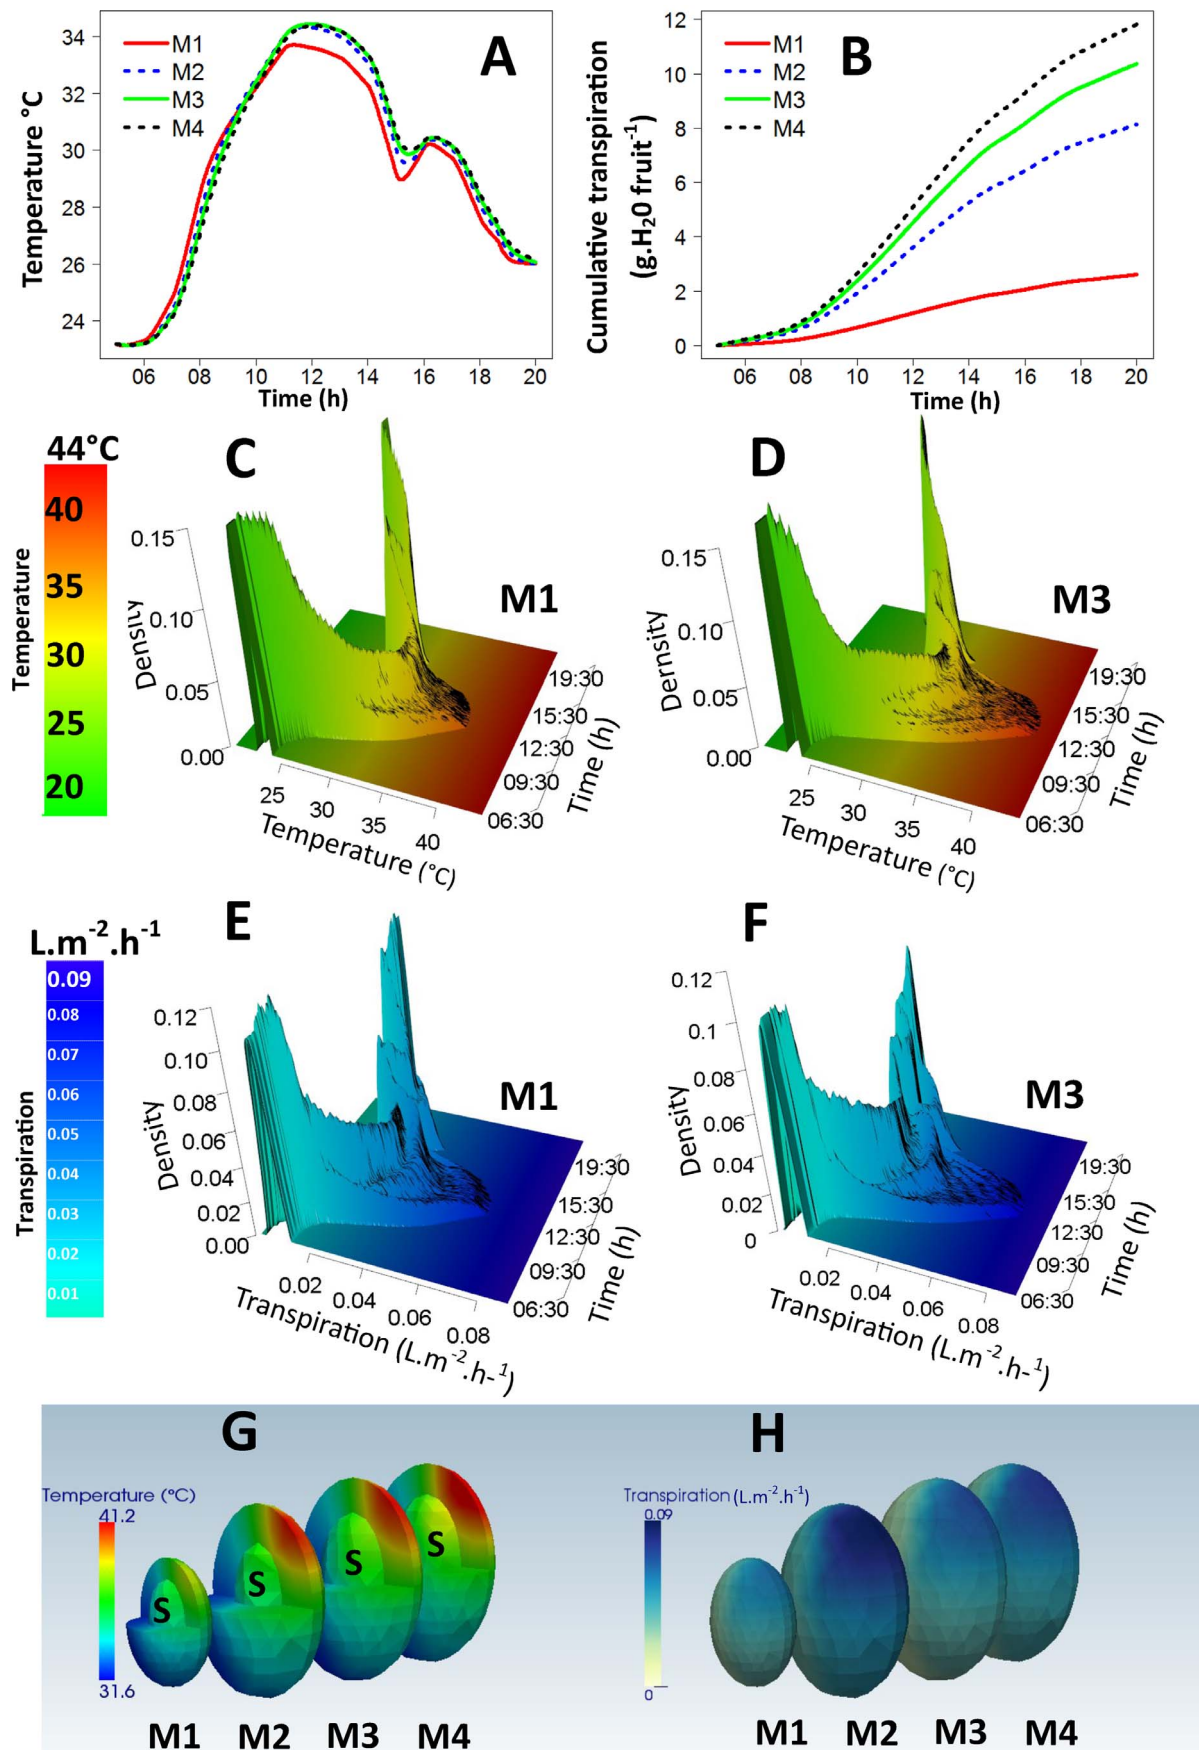 A
M1
M2
M3
M4
Temperature °C
34
32
30
28
26
24
06 08 10 12 14 16 18 20
Time (h)
B
M1
M2
M3
M4
Cumulative transpiration
(g.H₂0 fruit⁻¹)
12
10
8
6
4
2
0
06 08 10 12 14 16 18 20
Time (h)
44°C
40
35
30
25
20
Temperature
C
M1
Density
0.15
0.10
0.05
0.00
25 30 35 40
Temperature (°C)
06:30 09:30 12:30 15:30 19:30
Time (h)
D
M3
Dernsity
0.15
0.10
0.05
0.00
25 30 35 40
Temperature (°C)
06:30 09:30 12:30 15:30 19:30
Time (h)
L.m⁻².h⁻¹
0.09
0.08
0.07
0.06
0.05
0.04
0.03
0.02
0.01
Transpiration
E
M1
Density
0.12
0.10
0.08
0.06
0.04
0.02
0.00
0.02 0.04 0.06 0.08
Transpiration (L.m⁻².h-¹)
06:30 09:30 12:30 15:30 19:30
Time (h)
F
M3
Density
0.12
0.1
0.08
0.06
0.04
0.02
0
0.02 0.04 0.06 0.08
Transpiration (L.m⁻².h-¹)
06:30 09:30 12:30 15:30 19:30
Time (h)
G
Temperature (°C)
41.2
31.6
S S S S
M1 M2 M3 M4
H
Transpiration (L.m⁻².h⁻¹)
0.09
0
M1 M2 M3 M4